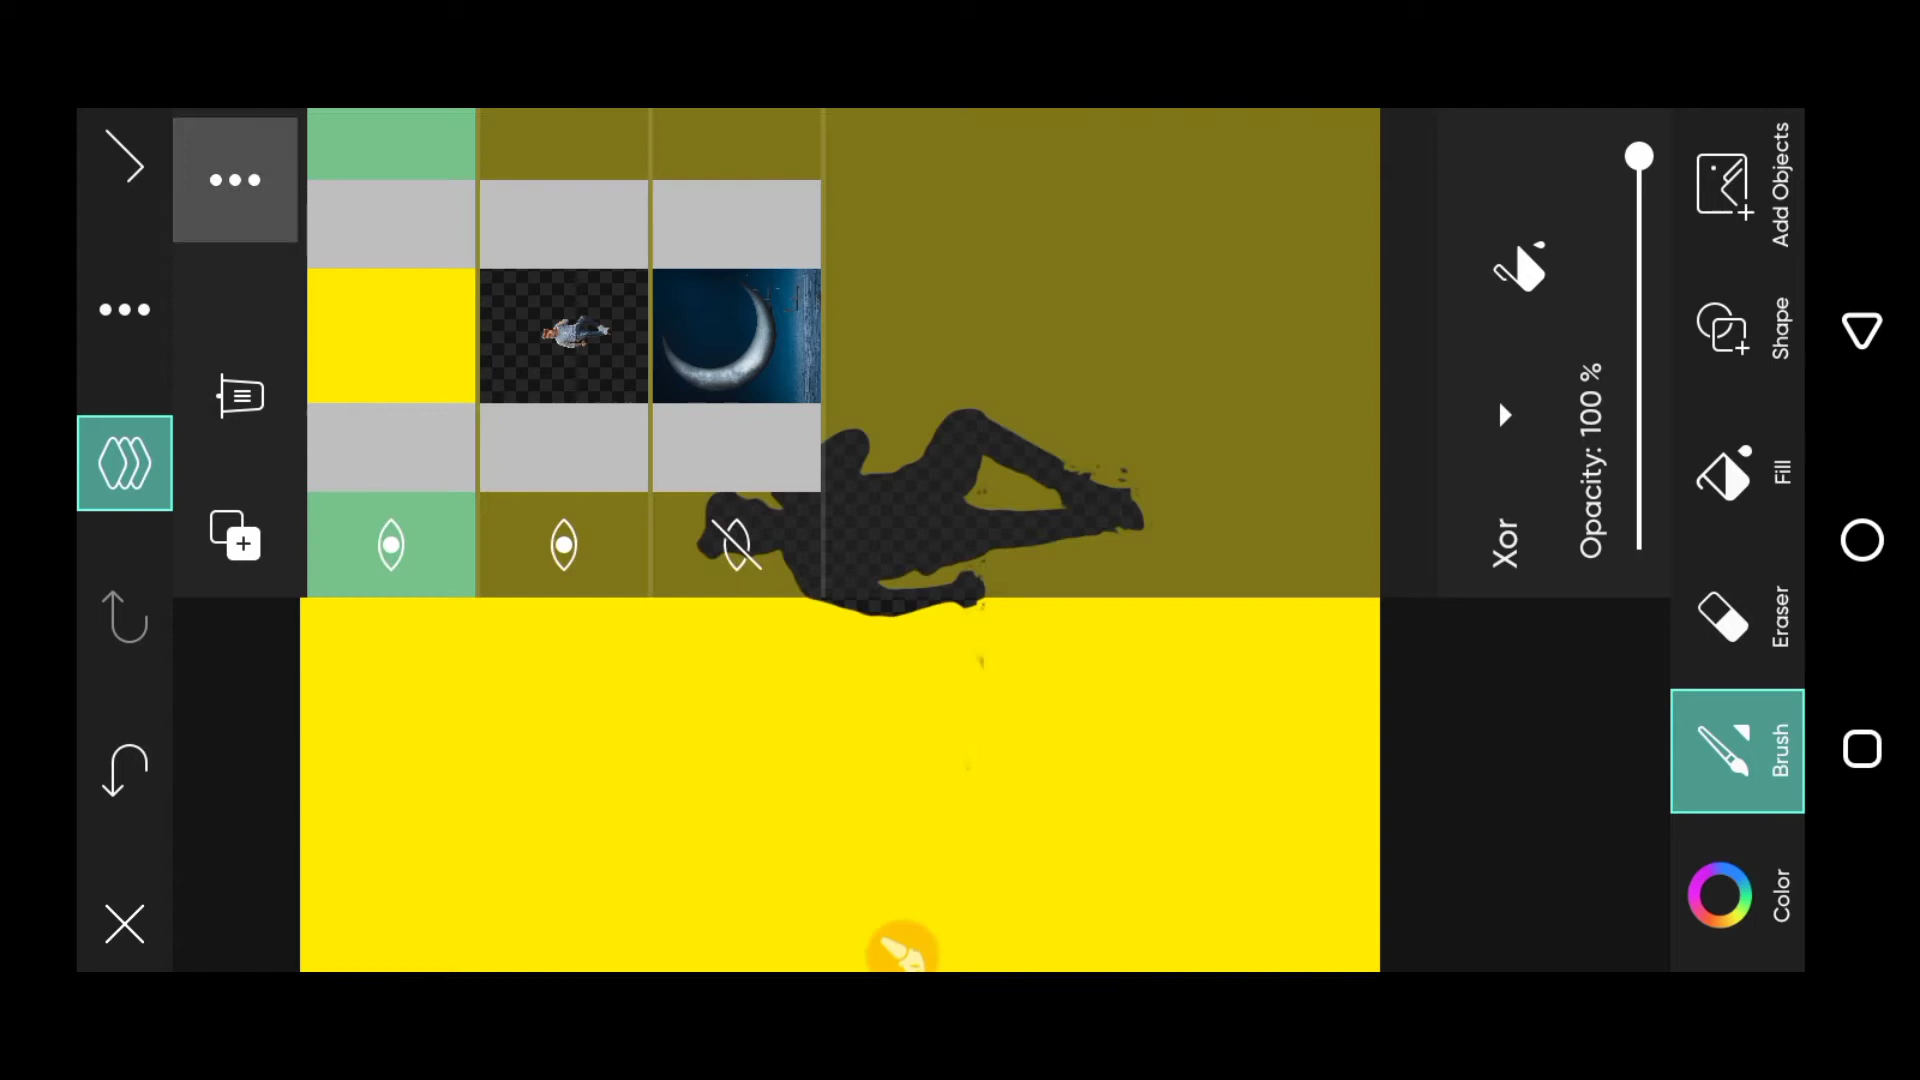 Add Objects
Shape
Fill
Eraser
Brush
Color
Opacity: 100 %
Xor